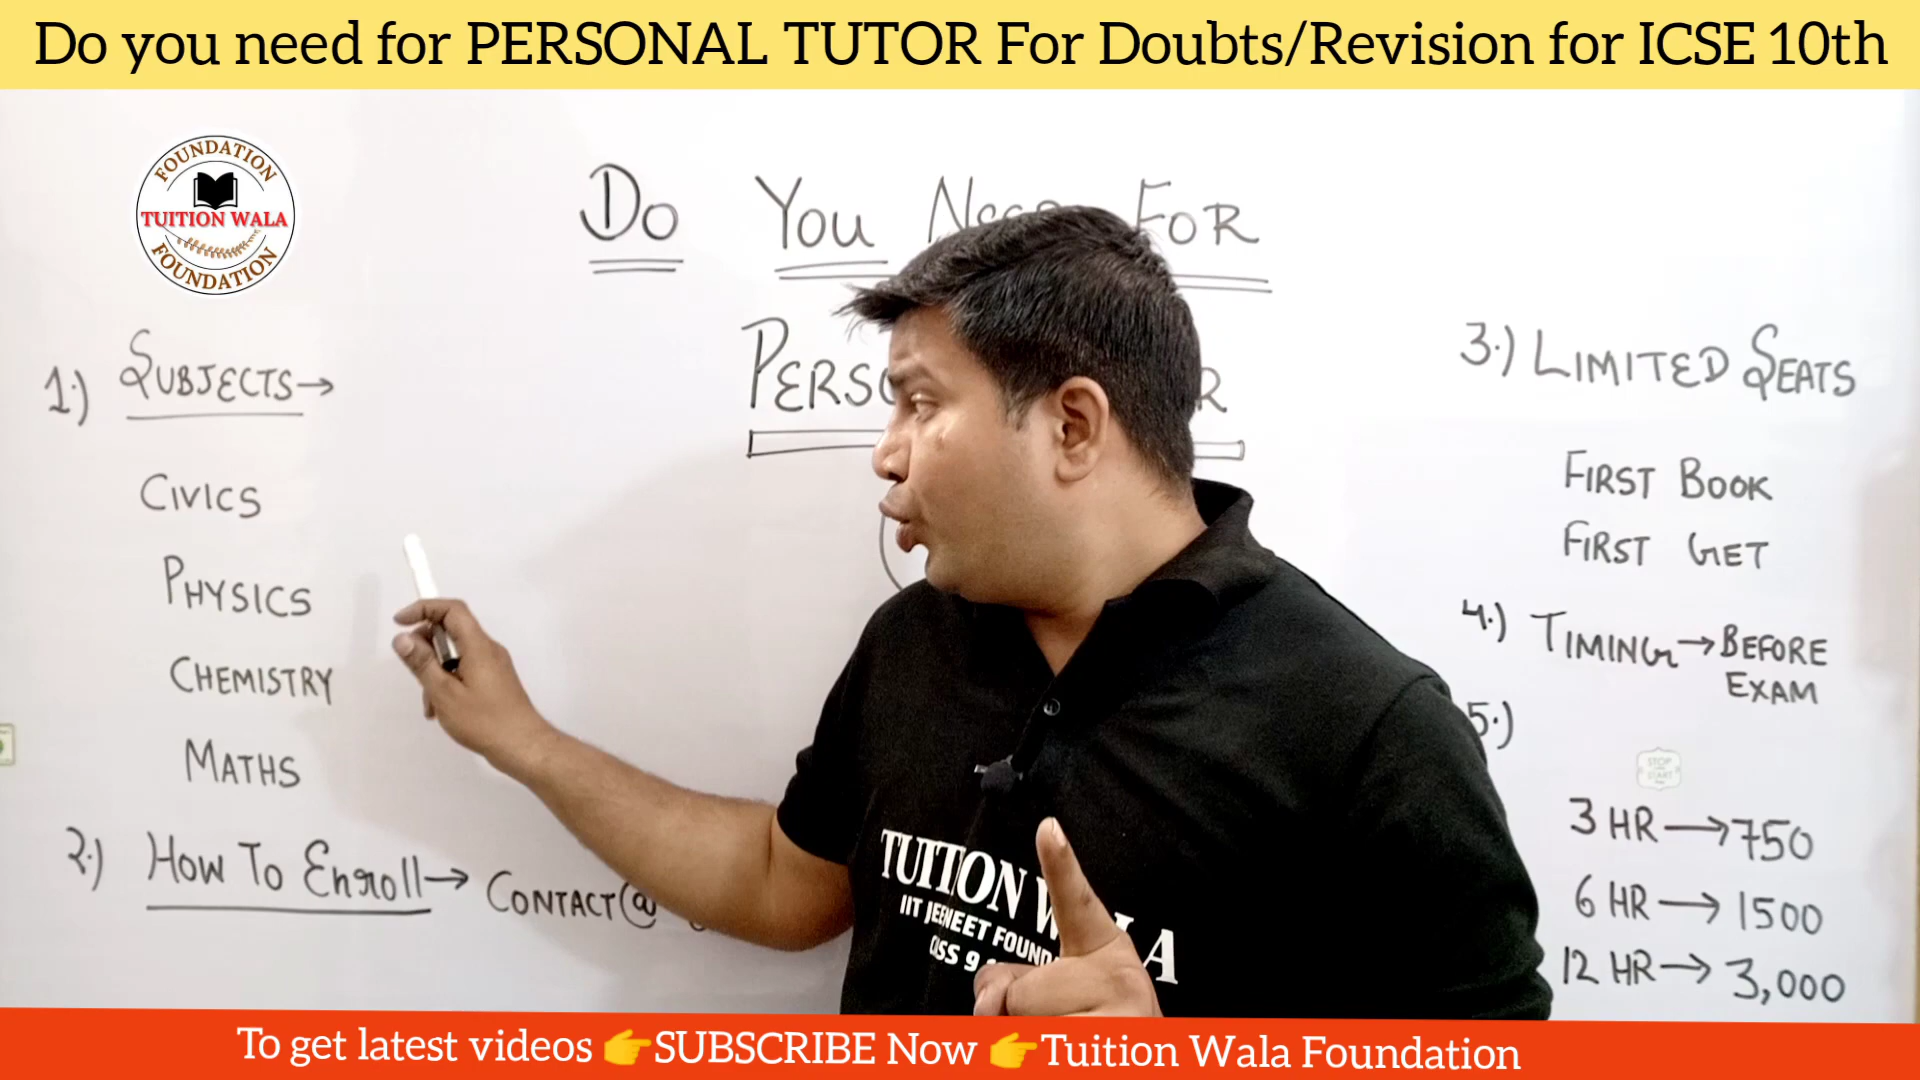 Do you need for PERSONAL TUTOR For Doubts/Revision for ICSE 10th
FOUNDATION
TUITION WALA
FOUNDATION
DO YOU FOR
1.) SUBJECTS→
CIVICS
PHYSICS
CHEMISTRY
MATHS
2.) HOW TO Enroll→ CONTACT@
3.) LIMITED SEATS
FIRST BOOK
FIRST GET
4.) TIMING→BEFORE
EXAM
5.)
STOP
START
3 HR→750
6 HR→1500
12 HR→3,000
TUITION
IIT JEE NEET
9
To get latest videos 👉SUBSCRIBE Now 👉Tuition Wala Foundation